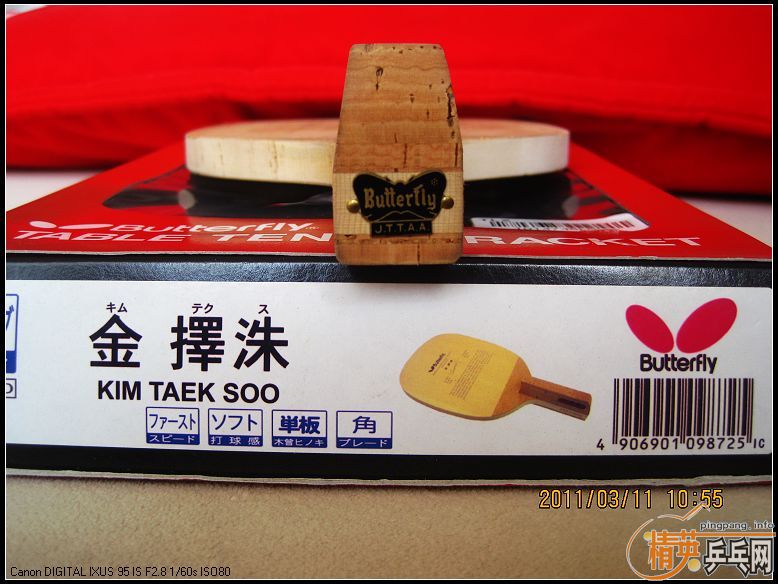 Butterfly
J.T.T.A.A
Butterfly
TABLE TEN RACKET
キム テク ス
金 擇洙
KIM TAEK SOO
ファースト
スピード
ソフト
打球感
単板
木曽ヒノキ
角
ブレード
Butterfly
4 906901 098725 IC
2011/03/11 10:55
pingpang.info
精英乒乓网
Canon DIGITAL IXUS 95 IS F2.8 1/60s ISO80